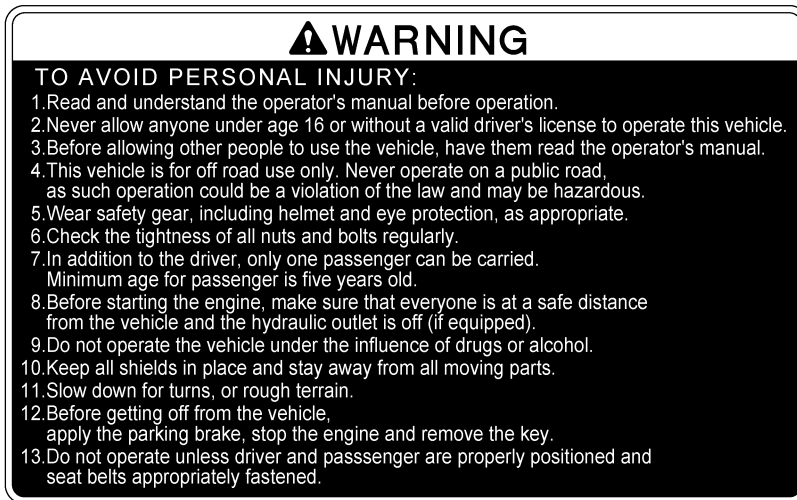 WARNING
TO AVOID PERSONAL INJURY:
1.Read and understand the operator's manual before operation.
2.Never allow anyone under age 16 or without a valid driver's license to operate this vehicle.
3.Before allowing other people to use the vehicle, have them read the operator's manual.
4.This vehicle is for off road use only. Never operate on a public road,
as such operation could be a violation of the law and may be hazardous.
5.Wear safety gear, including helmet and eye protection, as appropriate.
6.Check the tightness of all nuts and bolts regularly.
7.In addition to the driver, only one passenger can be carried.
Minimum age for passenger is five years old.
8.Before starting the engine, make sure that everyone is at a safe distance
from the vehicle and the hydraulic outlet is off (if equipped).
9.Do not operate the vehicle under the influence of drugs or alcohol.
10.Keep all shields in place and stay away from all moving parts.
11.Slow down for turns, or rough terrain.
12.Before getting off from the vehicle,
apply the parking brake, stop the engine and remove the key.
13.Do not operate unless driver and passsenger are properly positioned and
seat belts appropriately fastened.